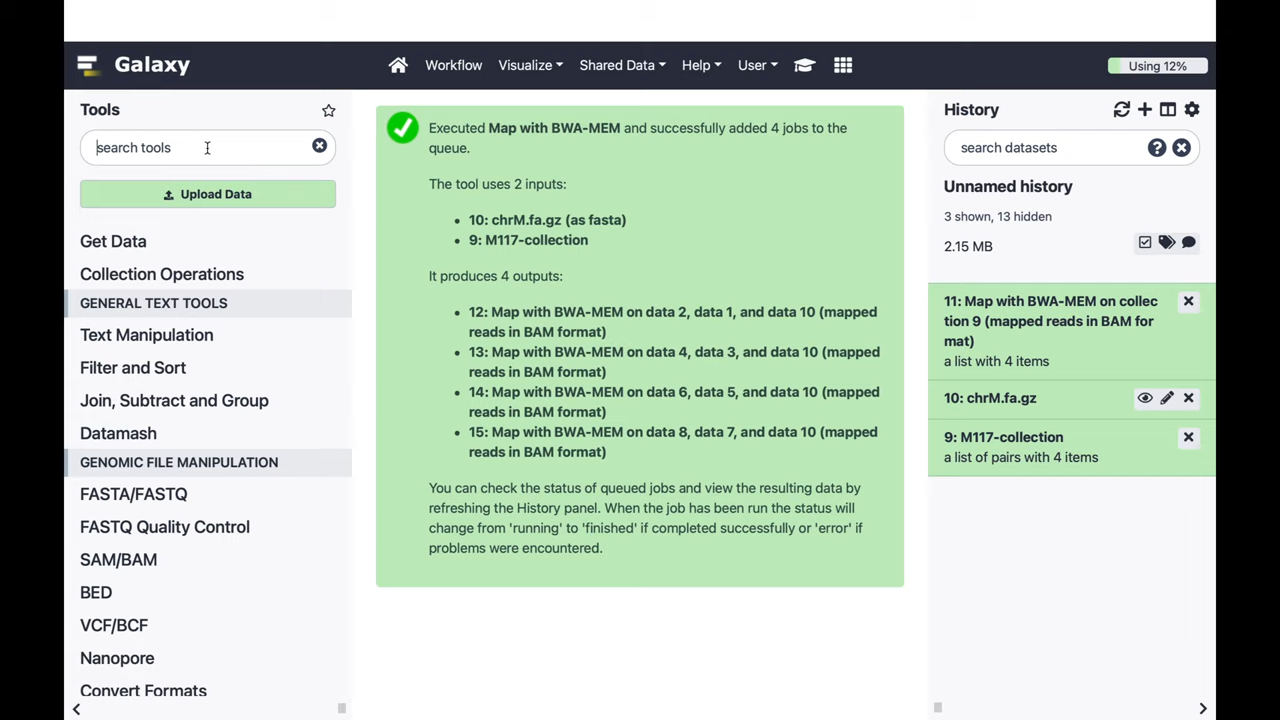 Galaxy
Workflow
Visualize
Shared Data
Help
User
Using 12%
Tools
search tools
Upload Data
Get Data
Collection Operations
GENERAL TEXT TOOLS
Text Manipulation
Filter and Sort
Join, Subtract and Group
Datamash
GENOMIC FILE MANIPULATION
FASTA/FASTQ
FASTQ Quality Control
SAM/BAM
BED
VCF/BCF
Nanopore
Convert Formats
Executed Map with BWA-MEM and successfully added 4 jobs to the
queue.
The tool uses 2 inputs:
• 10: chrM.fa.gz (as fasta)
• 9: M117-collection
It produces 4 outputs:
• 12: Map with BWA-MEM on data 2, data 1, and data 10 (mapped
reads in BAM format)
• 13: Map with BWA-MEM on data 4, data 3, and data 10 (mapped
reads in BAM format)
• 14: Map with BWA-MEM on data 6, data 5, and data 10 (mapped
reads in BAM format)
• 15: Map with BWA-MEM on data 8, data 7, and data 10 (mapped
reads in BAM format)
You can check the status of queued jobs and view the resulting data by
refreshing the History panel. When the job has been run the status will
change from 'running' to 'finished' if completed successfully or 'error' if
problems were encountered.
History
search datasets
Unnamed history
3 shown, 13 hidden
2.15 MB
11: Map with BWA-MEM on collec
tion 9 (mapped reads in BAM for
mat)
a list with 4 items
10: chrM.fa.gz
9: M117-collection
a list of pairs with 4 items